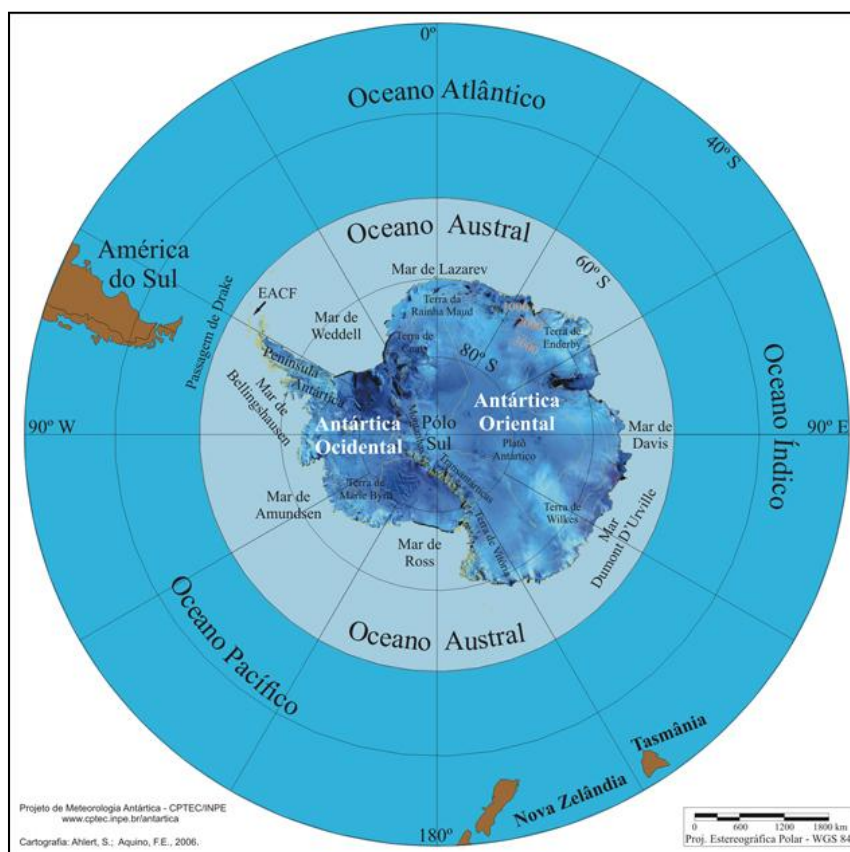 0º
Oceano Atlântico
40º S
Oceano Austral
60º S
América
do Sul
Mar de Lazarev
EACF
Mar de
Weddell
Terra da
Rainha Maud
Terra de
Enderby
80º S
Passagem de Drake
Península
Antártica
Mar de
Bellingshausen
Antártica
Ocidental
Pólo
Sul
Antártica
Oriental
Platô
Antártico
Mar de
Davis
90º W
90º E
Oceano Índico
Transantárticas
Terra de Marie Byrd
Mar de
Amundsen
Mar de
Ross
Terra de Vitória
Terra de
Wilkes
Mar
Dumont D'Urville
Oceano Pacífico
Oceano Austral
Tasmânia
Nova Zelândia
180º
Projeto de Meteorologia Antártica - CPTEC/INPE
www.cptec.inpe.br/antartica
Cartografia: Ahlert, S.; Aquino, F.E., 2006.
0 600 1200 1800 km
Proj. Estereográfica Polar - WGS 84